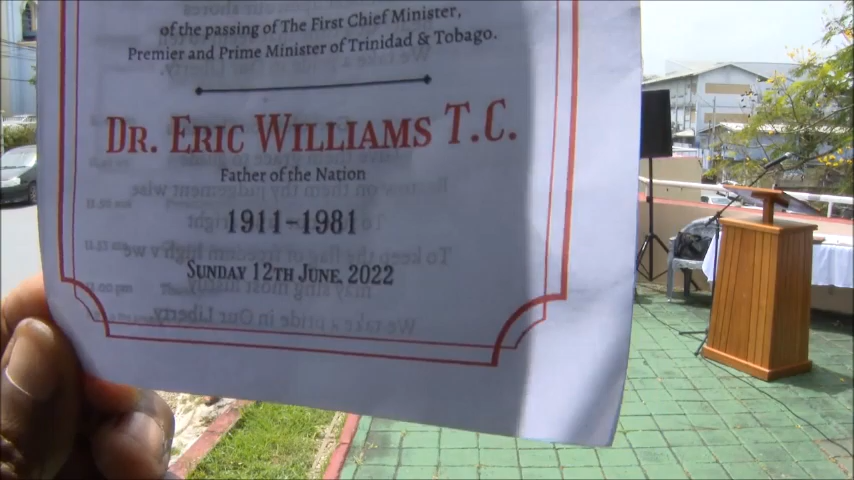 of the passing of The First Chief Minister,
Premier and Prime Minister of Trinidad & Tobago.
DR. ERIC WILLIAMS T.C.
Father of the Nation
1911-1981
SUNDAY 12TH JUNE, 2022